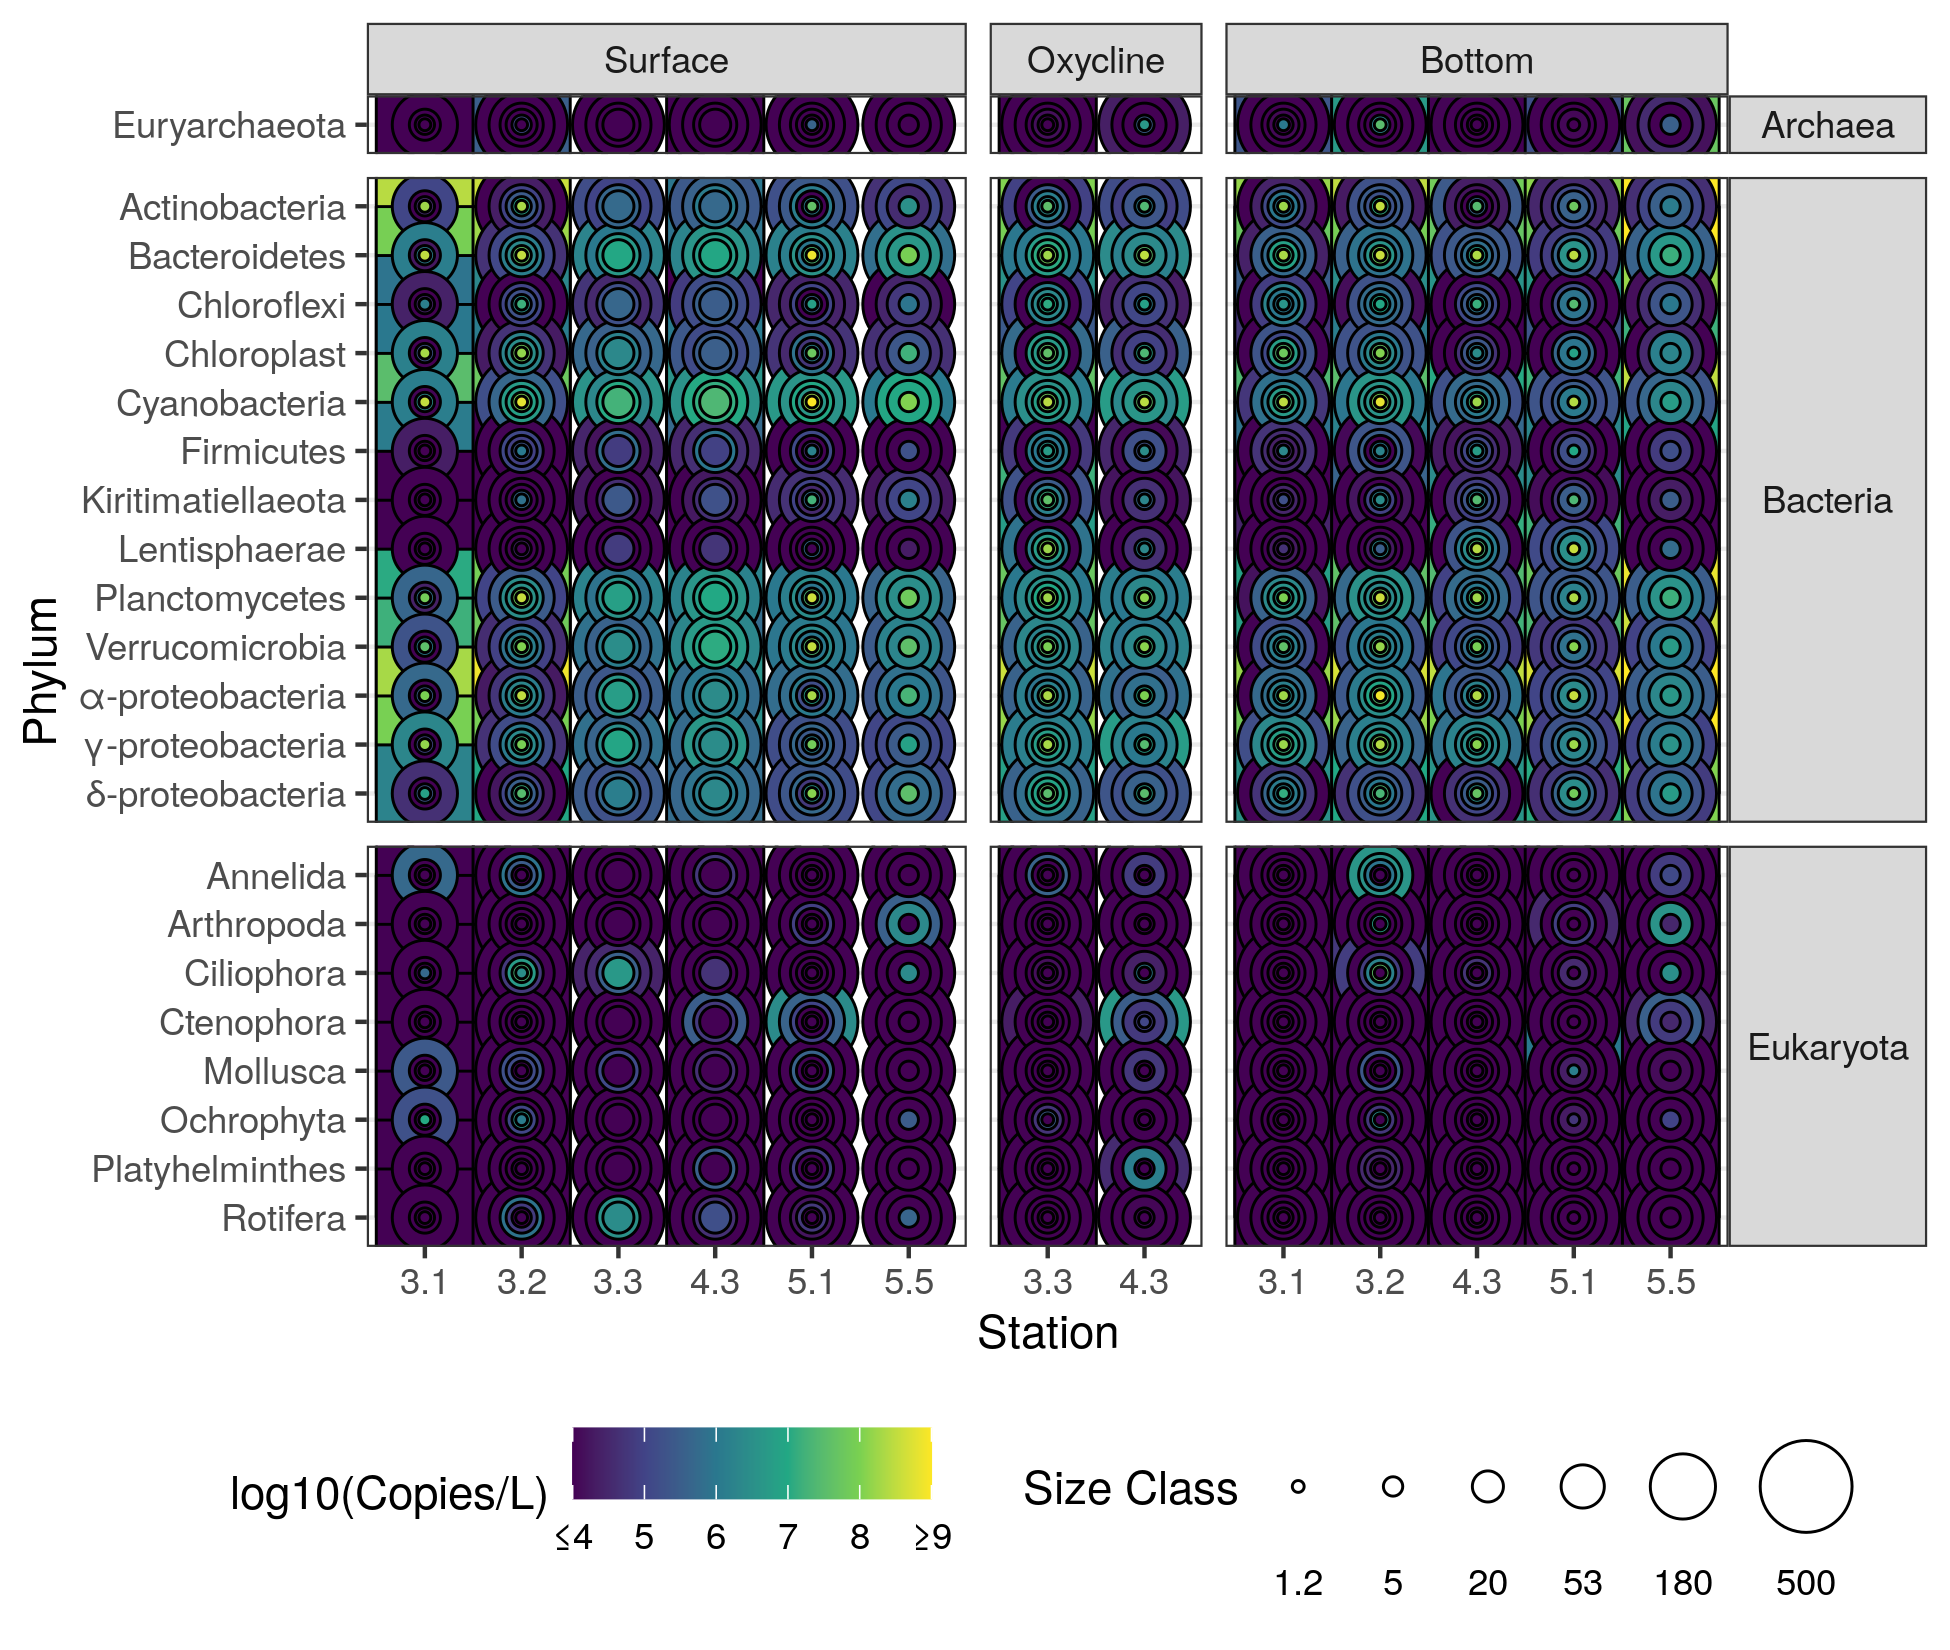 Surface Oxycline Bottom
Euryarchaeota Archaea
Actinobacteria
Bacteroidetes
Chloroflexi
Chloroplast
Cyanobacteria
Firmicutes
Kiritimatiellaeota Bacteria
Lentisphaerae
Planctomycetes
Verrucomicrobia
α-proteobacteria
γ-proteobacteria
δ-proteobacteria
Phylum
Annelida
Arthropoda
Ciliophora
Ctenophora
Eukaryota
Mollusca
Ochrophyta
Platyhelminthes
Rotifera
3.1 3.2 3.3 4.3 5.1 5.5 3.3 4.3 3.1 3.2 4.3 5.1 5.5
Station
log10(Copies/L)
≤4 5 6 7 8 ≥9
Size Class
1.2 5 20 53 180 500